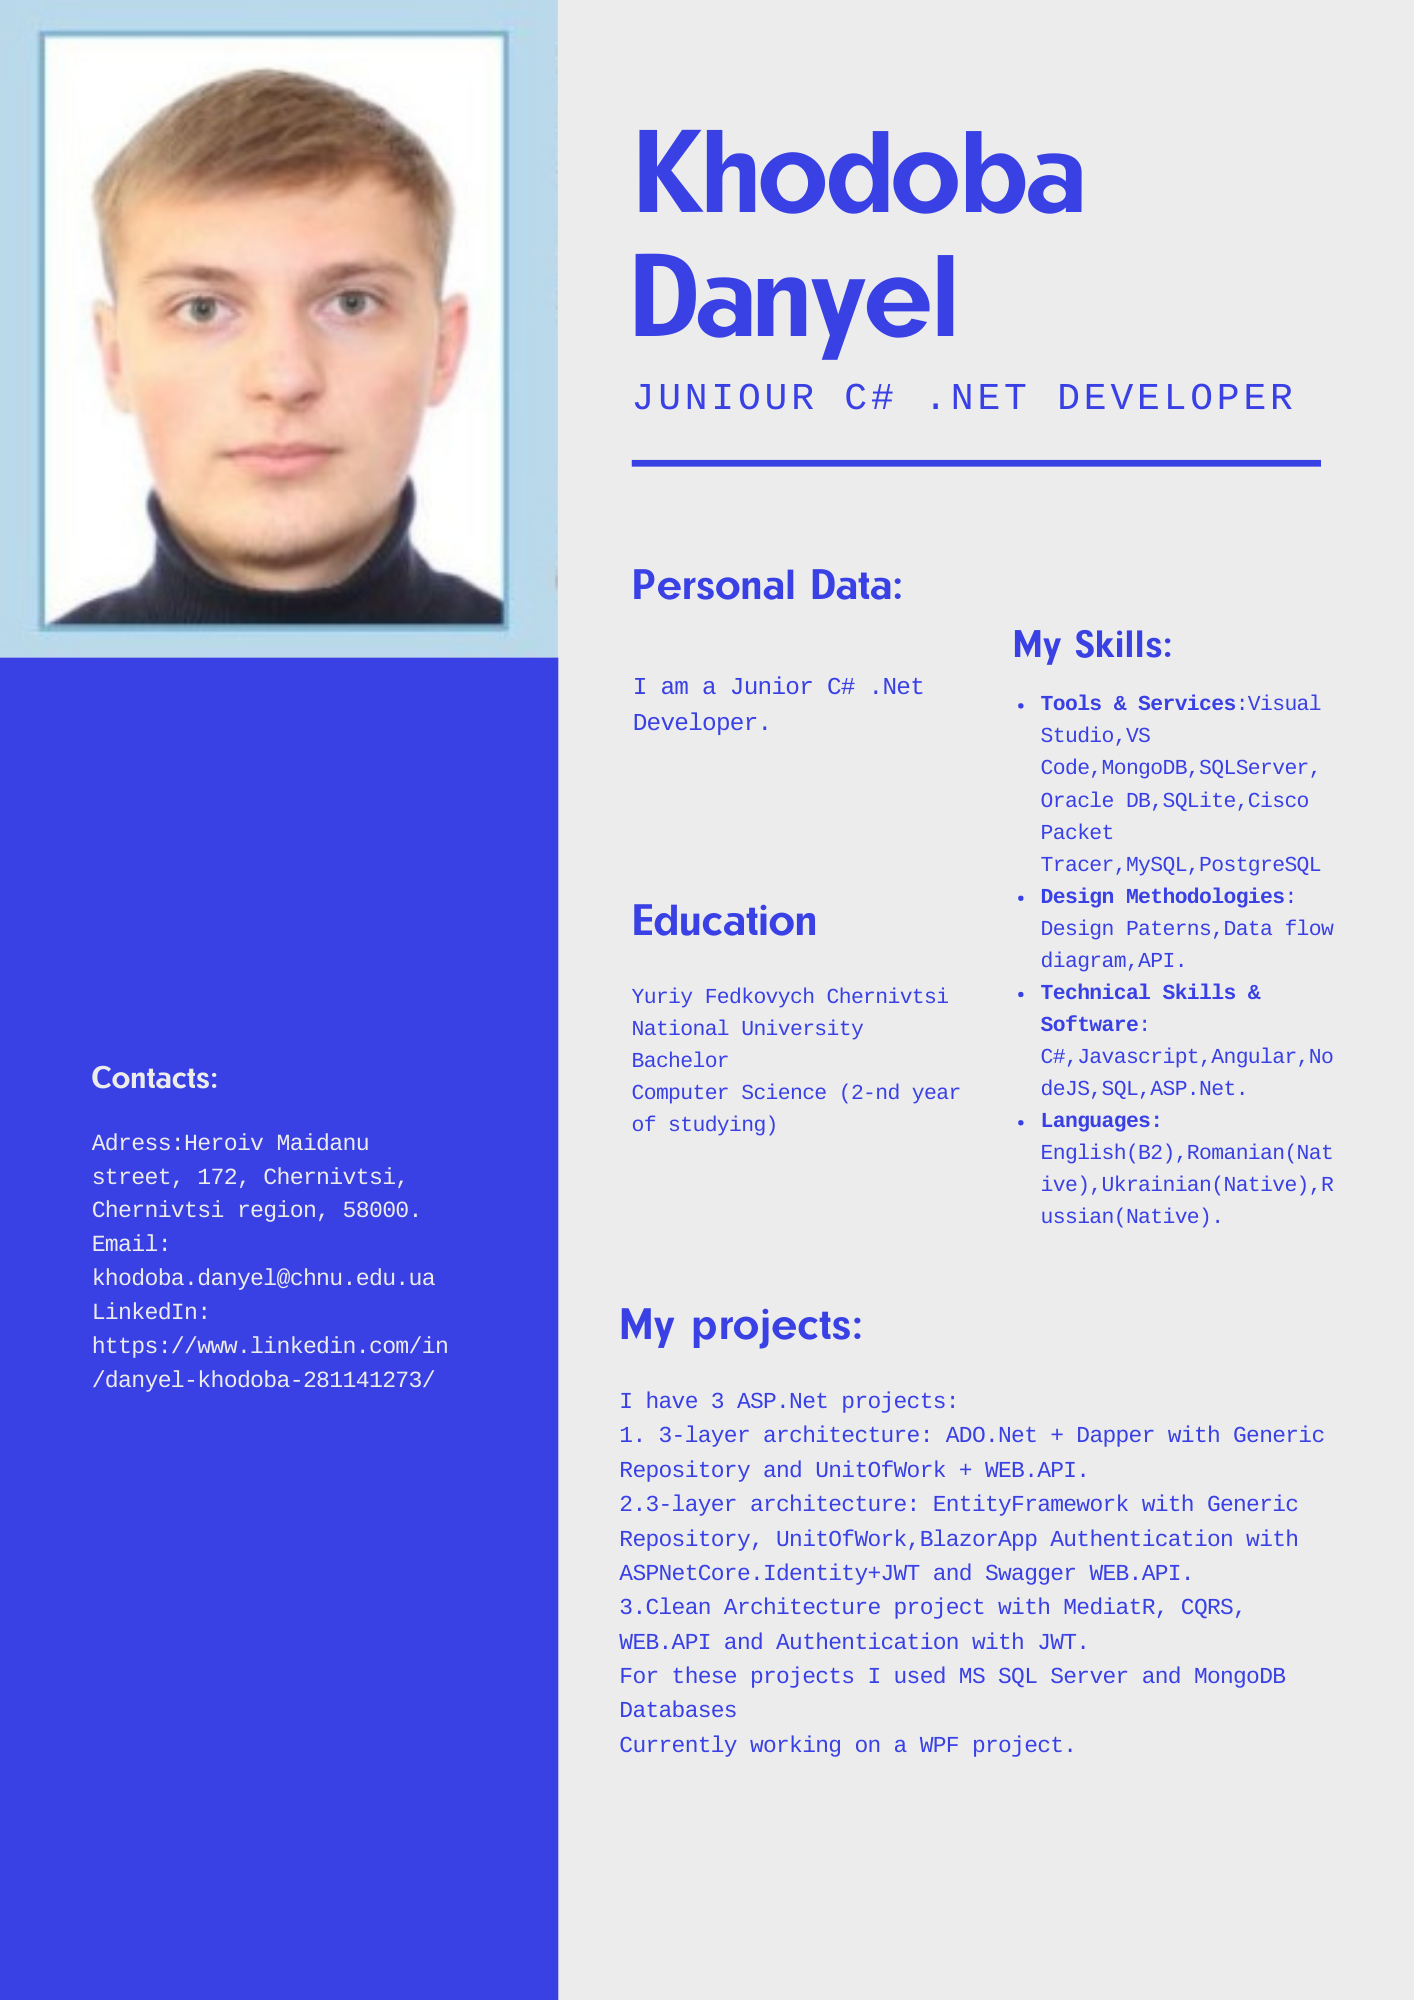 Khodoba
Danyel
JUNIOUR C# .NET DEVELOPER
Personal Data:
I am a Junior C# .Net
Developer.
Education
Yuriy Fedkovych Chernivtsi
National University
Bachelor
Computer Science (2-nd year
of studying)
My Skills:
• Tools & Services:Visual
Studio,VS
Code,MongoDB,SQLServer,
Oracle DB,SQLite,Cisco
Packet
Tracer,MySQL,PostgreSQL
• Design Methodologies:
Design Paterns,Data flow
diagram,API.
• Technical Skills &
Software:
C#,Javascript,Angular,No
deJS,SQL,ASP.Net.
• Languages:
English(B2),Romanian(Nat
ive),Ukrainian(Native),R
ussian(Native).
Contacts:
Adress:Heroiv Maidanu
street, 172, Chernivtsi,
Chernivtsi region, 58000.
Email:
khodoba.danyel@chnu.edu.ua
LinkedIn:
https://www.linkedin.com/in
/danyel-khodoba-281141273/
My projects:
I have 3 ASP.Net projects:
1. 3-layer architecture: ADO.Net + Dapper with Generic
Repository and UnitOfWork + WEB.API.
2.3-layer architecture: EntityFramework with Generic
Repository, UnitOfWork,BlazorApp Authentication with
ASPNetCore.Identity+JWT and Swagger WEB.API.
3.Clean Architecture project with MediatR, CQRS,
WEB.API and Authentication with JWT.
For these projects I used MS SQL Server and MongoDB
Databases
Currently working on a WPF project.